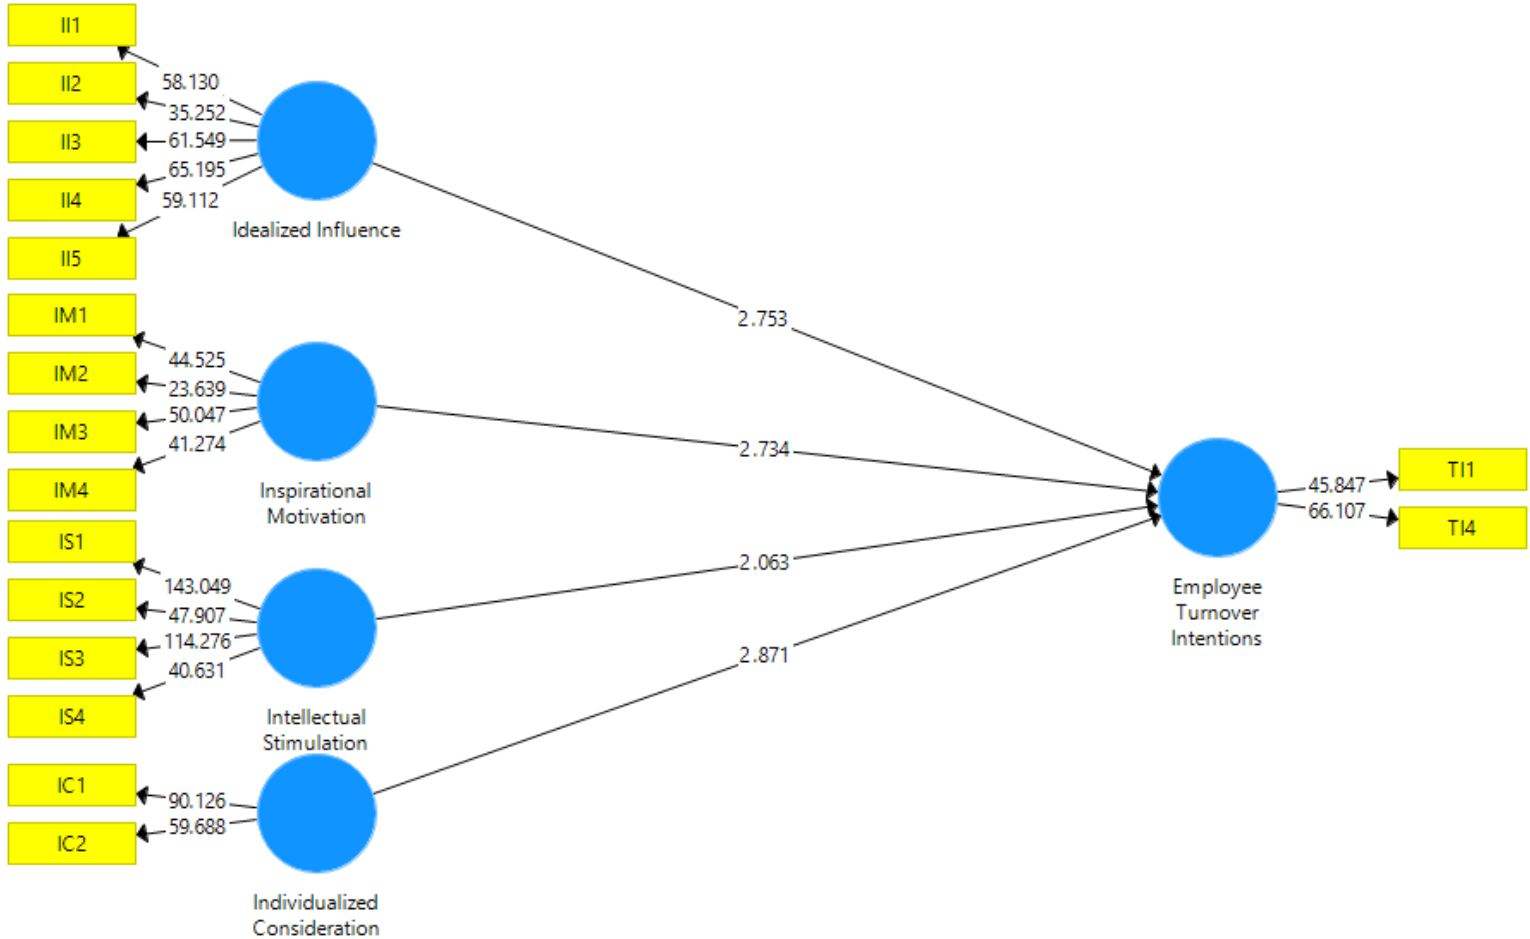 II1
58.130
II2
35.252
II3
61.549
65.195
II4
59.112
Idealized Influence
II5
IM1
2.753
44.525
IM2
23.639
50.047
IM3
41.274
2.734
IM4
Inspirational
Motivation
TI1
45.847
66.107
TI4
IS1
143.049
2.063
IS2
47.907
114.276
IS3
40.631
Employee
Turnover
Intentions
2.871
IS4
Intellectual
Stimulation
IC1
90.126
59.688
IC2
Individualized
Consideration